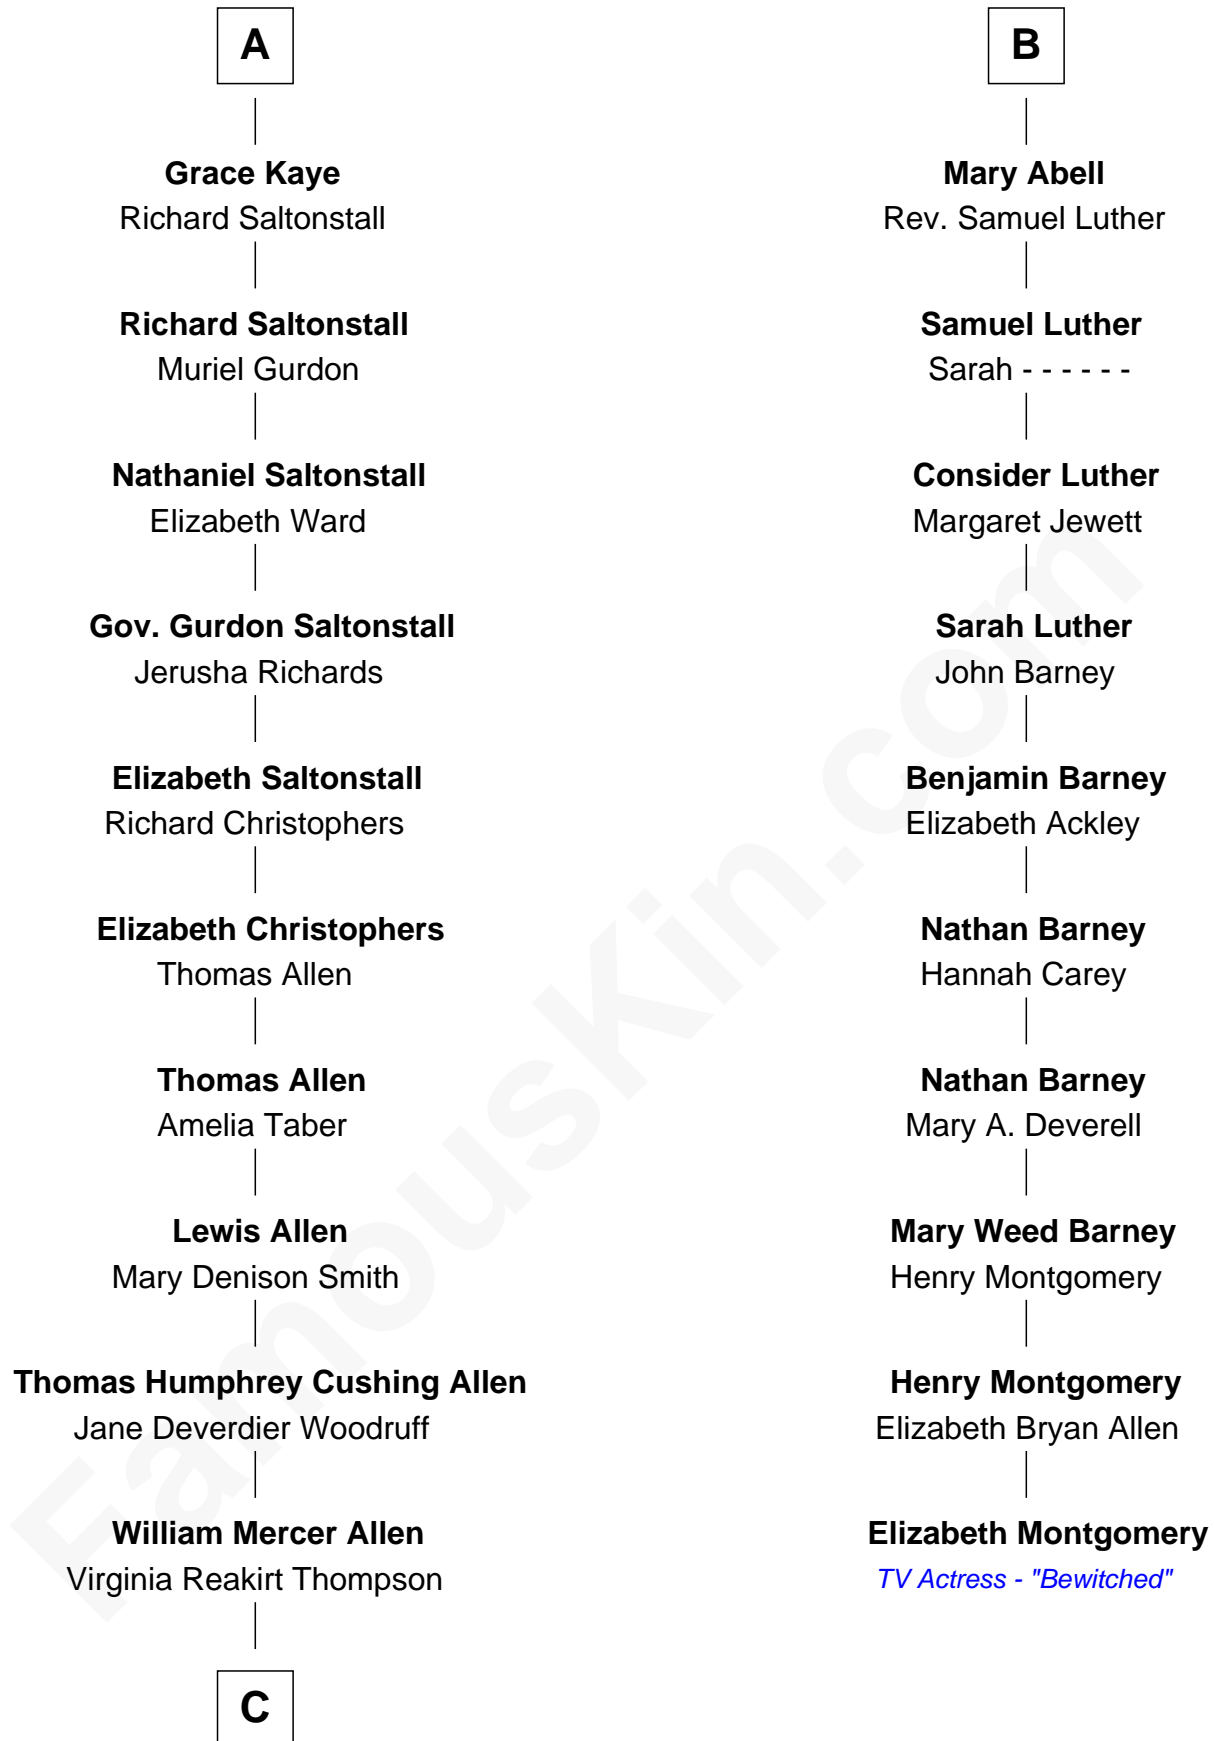 A
Grace Kaye
Richard Saltonstall
Richard Saltonstall
Muriel Gurdon
Nathaniel Saltonstall
Elizabeth Ward
Gov. Gurdon Saltonstall
Jerusha Richards
Elizabeth Saltonstall
Richard Christophers
Elizabeth Christophers
Thomas Allen
Thomas Allen
Amelia Taber
Lewis Allen
Mary Denison Smith
Thomas Humphrey Cushing Allen
Jane Deverdier Woodruff
William Mercer Allen
Virginia Reakirt Thompson
C
B
Mary Abell
Rev. Samuel Luther
Samuel Luther
Sarah - - - - - -
Consider Luther
Margaret Jewett
Sarah Luther
John Barney
Benjamin Barney
Elizabeth Ackley
Nathan Barney
Hannah Carey
Nathan Barney
Mary A. Deverell
Mary Weed Barney
Henry Montgomery
Henry Montgomery
Elizabeth Bryan Allen
Elizabeth Montgomery
TV Actress - "Bewitched"
FamousKin.com